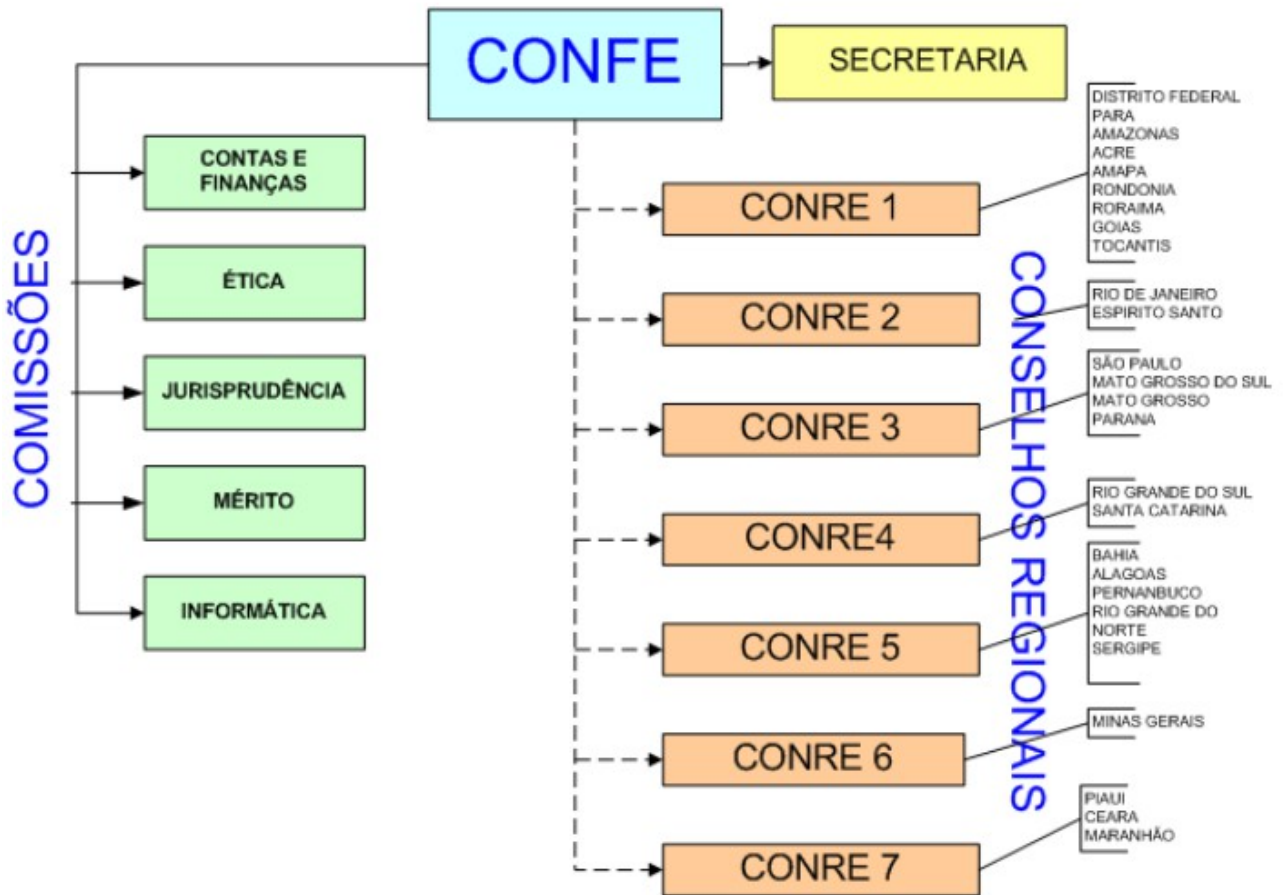 CONFE
SECRETARIA
COMISSÕES
CONTAS E
FINANÇAS
ÉTICA
JURISPRUDÊNCIA
MÉRITO
INFORMÁTICA
CONSELHOS REGIONAIS
CONRE 1
DISTRITO FEDERAL
PARA
AMAZONAS
ACRE
AMAPA
RONDONIA
RORAIMA
GOIAS
TOCANTIS
CONRE 2
RIO DE JANEIRO
ESPIRITO SANTO
CONRE 3
SÃO PAULO
MATO GROSSO DO SUL
MATO GROSSO
PARANA
CONRE4
RIO GRANDE DO SUL
SANTA CATARINA
CONRE 5
BAHIA
ALAGOAS
PERNANBUCO
RIO GRANDE DO
NORTE
SERGIPE
CONRE 6
MINAS GERAIS
CONRE 7
PIAUI
CEARA
MARANHÃO